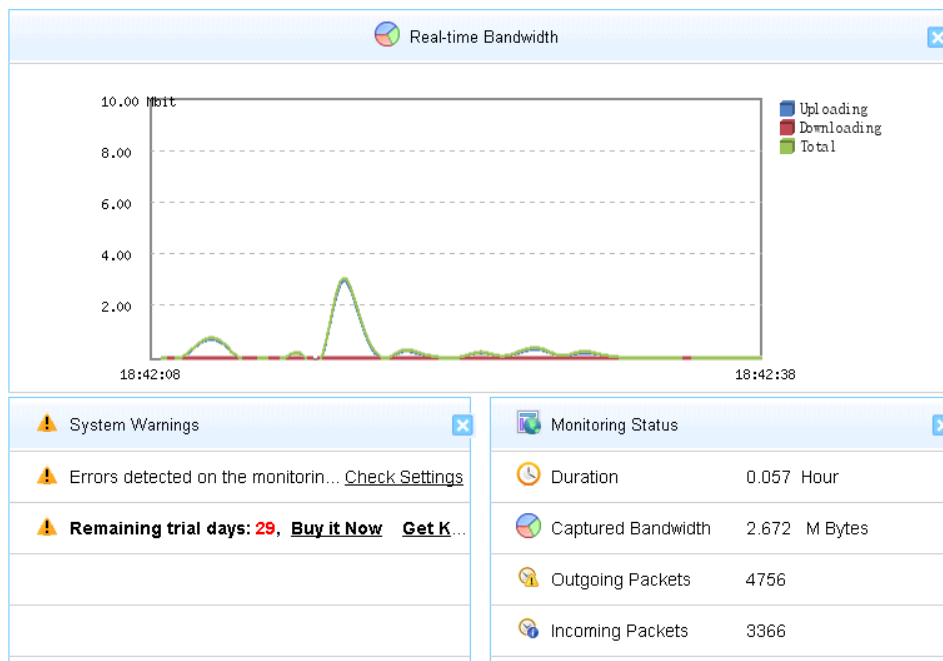 Real-time Bandwidth
10.00 Mbit
8.00
6.00
4.00
2.00
18:42:08
18:42:38
Uploading
Downloading
Total
System Warnings
Errors detected on the monitorin... Check Settings
Remaining trial days: 29, Buy it Now Get K...
Monitoring Status
Duration 0.057 Hour
Captured Bandwidth 2.672 M Bytes
Outgoing Packets 4756
Incoming Packets 3366